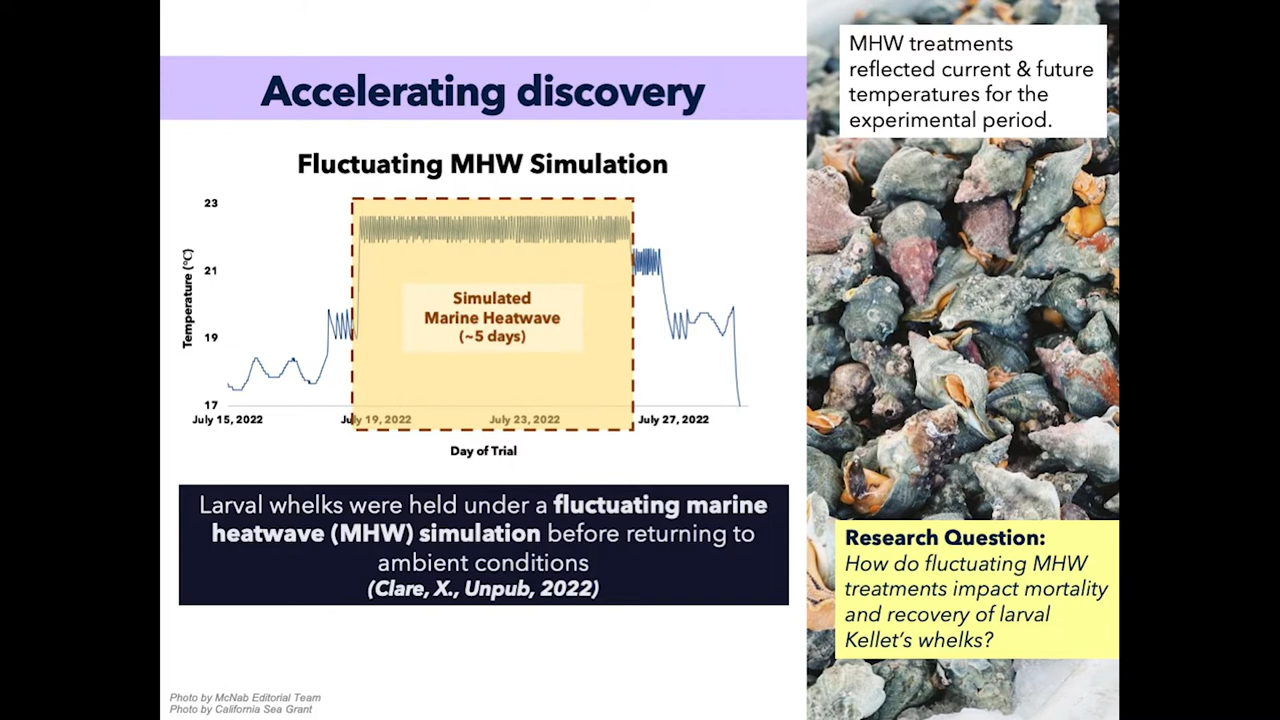 Accelerating discovery
Fluctuating MHW Simulation
23
21
19
17
Temperature (°C)
Simulated
Marine Heatwave
(~5 days)
July 15, 2022
July 19, 2022
July 23, 2022
July 27, 2022
Day of Trial
Larval whelks were held under a fluctuating marine
heatwave (MHW) simulation before returning to
ambient conditions
(Clare, X., Unpub, 2022)
Photo by McNab Editorial Team
Photo by California Sea Grant
MHW treatments
reflected current & future
temperatures for the
experimental period.
Research Question:
How do fluctuating MHW
treatments impact mortality
and recovery of larval
Kellet's whelks?